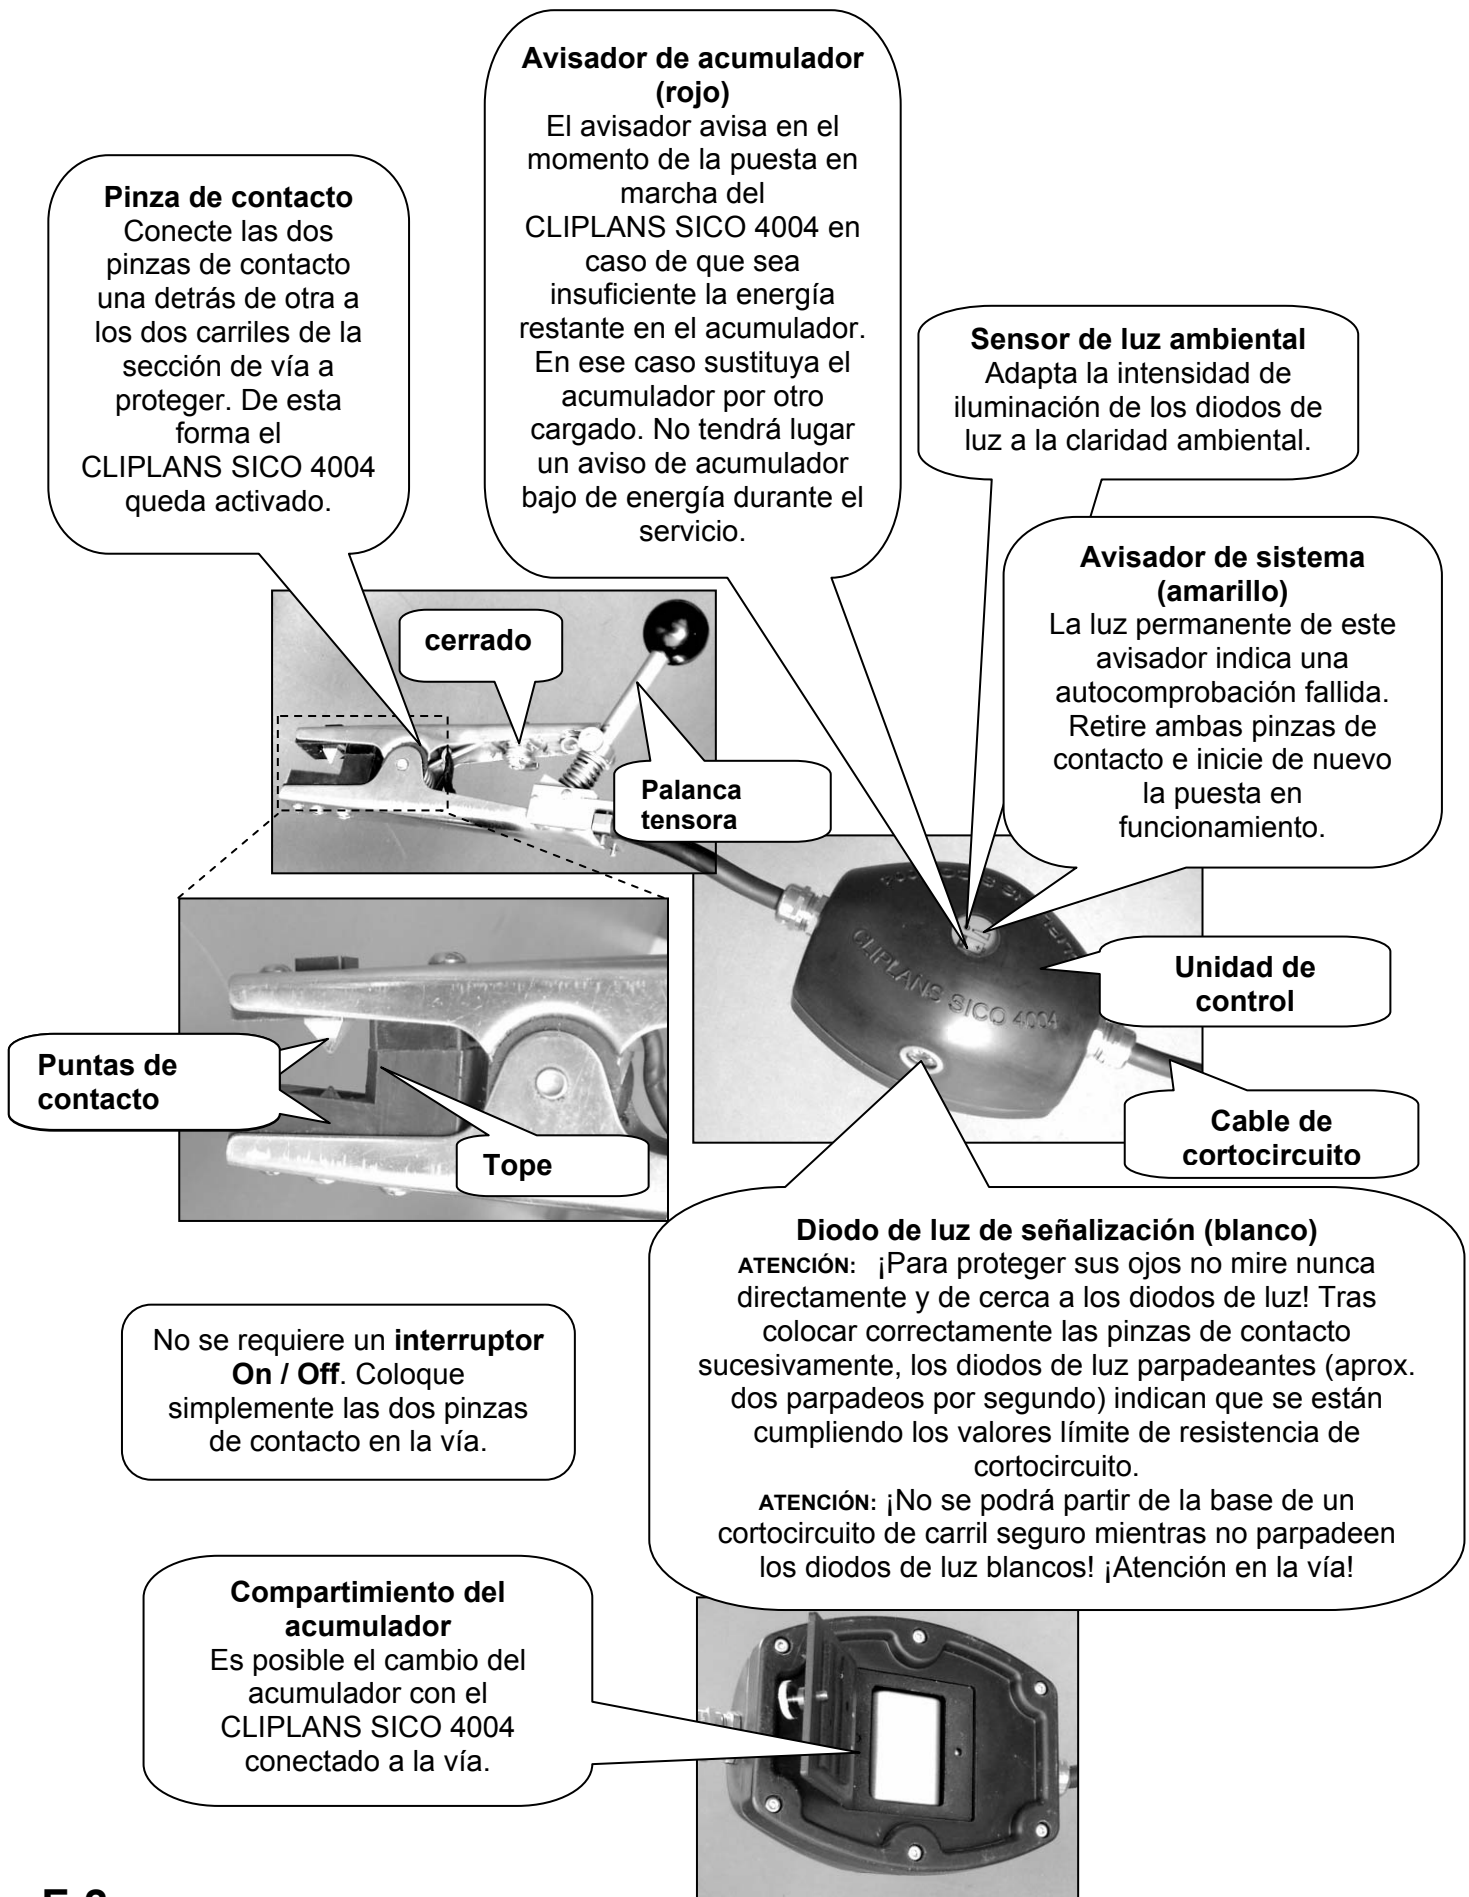 Avisador de acumulador
(rojo)
El avisador avisa en el
momento de la puesta en
marcha del
CLIPLANS SICO 4004 en
caso de que sea
insuficiente la energía
restante en el acumulador.
En ese caso sustituya el
acumulador por otro
cargado. No tendrá lugar
un aviso de acumulador
bajo de energía durante el
servicio.
Pinza de contacto
Conecte las dos
pinzas de contacto
una detrás de otra a
los dos carriles de la
sección de vía a
proteger. De esta
forma el
CLIPLANS SICO 4004
queda activado.
Sensor de luz ambiental
Adapta la intensidad de
iluminación de los diodos de
luz a la claridad ambiental.
Avisador de sistema
(amarillo)
La luz permanente de este
avisador indica una
autocomprobación fallida.
Retire ambas pinzas de
contacto e inicie de nuevo
la puesta en
funcionamiento.
cerrado
Palanca
tensora
CLIPLANS SICO 4004
Unidad de
control
Puntas de
contacto
Tope
Cable de
cortocircuito
Diodo de luz de señalización (blanco)
ATENCIÓN: ¡Para proteger sus ojos no mire nunca
directamente y de cerca a los diodos de luz! Tras
colocar correctamente las pinzas de contacto
sucesivamente, los diodos de luz parpadeantes (aprox.
dos parpadeos por segundo) indican que se están
cumpliendo los valores límite de resistencia de
cortocircuito.
ATENCIÓN: ¡No se podrá partir de la base de un
cortocircuito de carril seguro mientras no parpadeen
los diodos de luz blancos! ¡Atención en la vía!
No se requiere un interruptor
On / Off. Coloque
simplemente las dos pinzas
de contacto en la vía.
Compartimiento del
acumulador
Es posible el cambio del
acumulador con el
CLIPLANS SICO 4004
conectado a la vía.